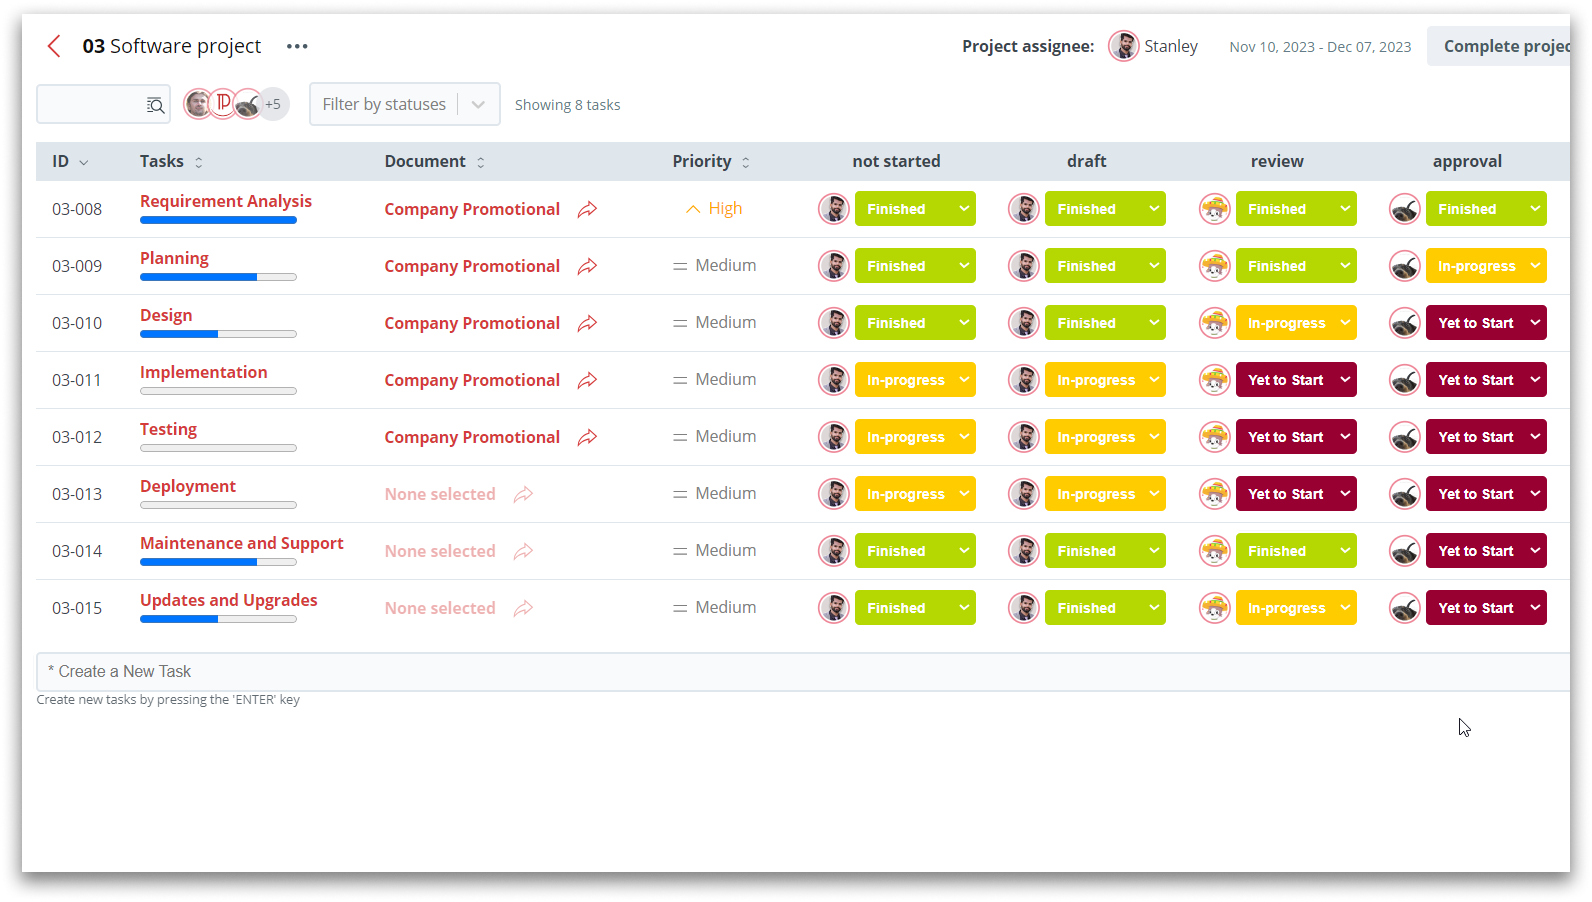 03 Software project ••• Project assignee: Stanley Nov 10, 2023 - Dec 07, 2023 Complete projec
+5 Filter by statuses Showing 8 tasks
ID Tasks Document Priority not started draft review approval
03-008 Requirement Analysis Company Promotional High Finished Finished Finished Finished
03-009 Planning Company Promotional Medium Finished Finished Finished In-progress
03-010 Design Company Promotional Medium Finished Finished In-progress Yet to Start
03-011 Implementation Company Promotional Medium In-progress In-progress Yet to Start Yet to Start
03-012 Testing Company Promotional Medium In-progress In-progress Yet to Start Yet to Start
03-013 Deployment None selected Medium In-progress In-progress Yet to Start Yet to Start
03-014 Maintenance and Support None selected Medium Finished Finished Finished Yet to Start
03-015 Updates and Upgrades None selected Medium Finished Finished In-progress Yet to Start
* Create a New Task
Create new tasks by pressing the 'ENTER' key